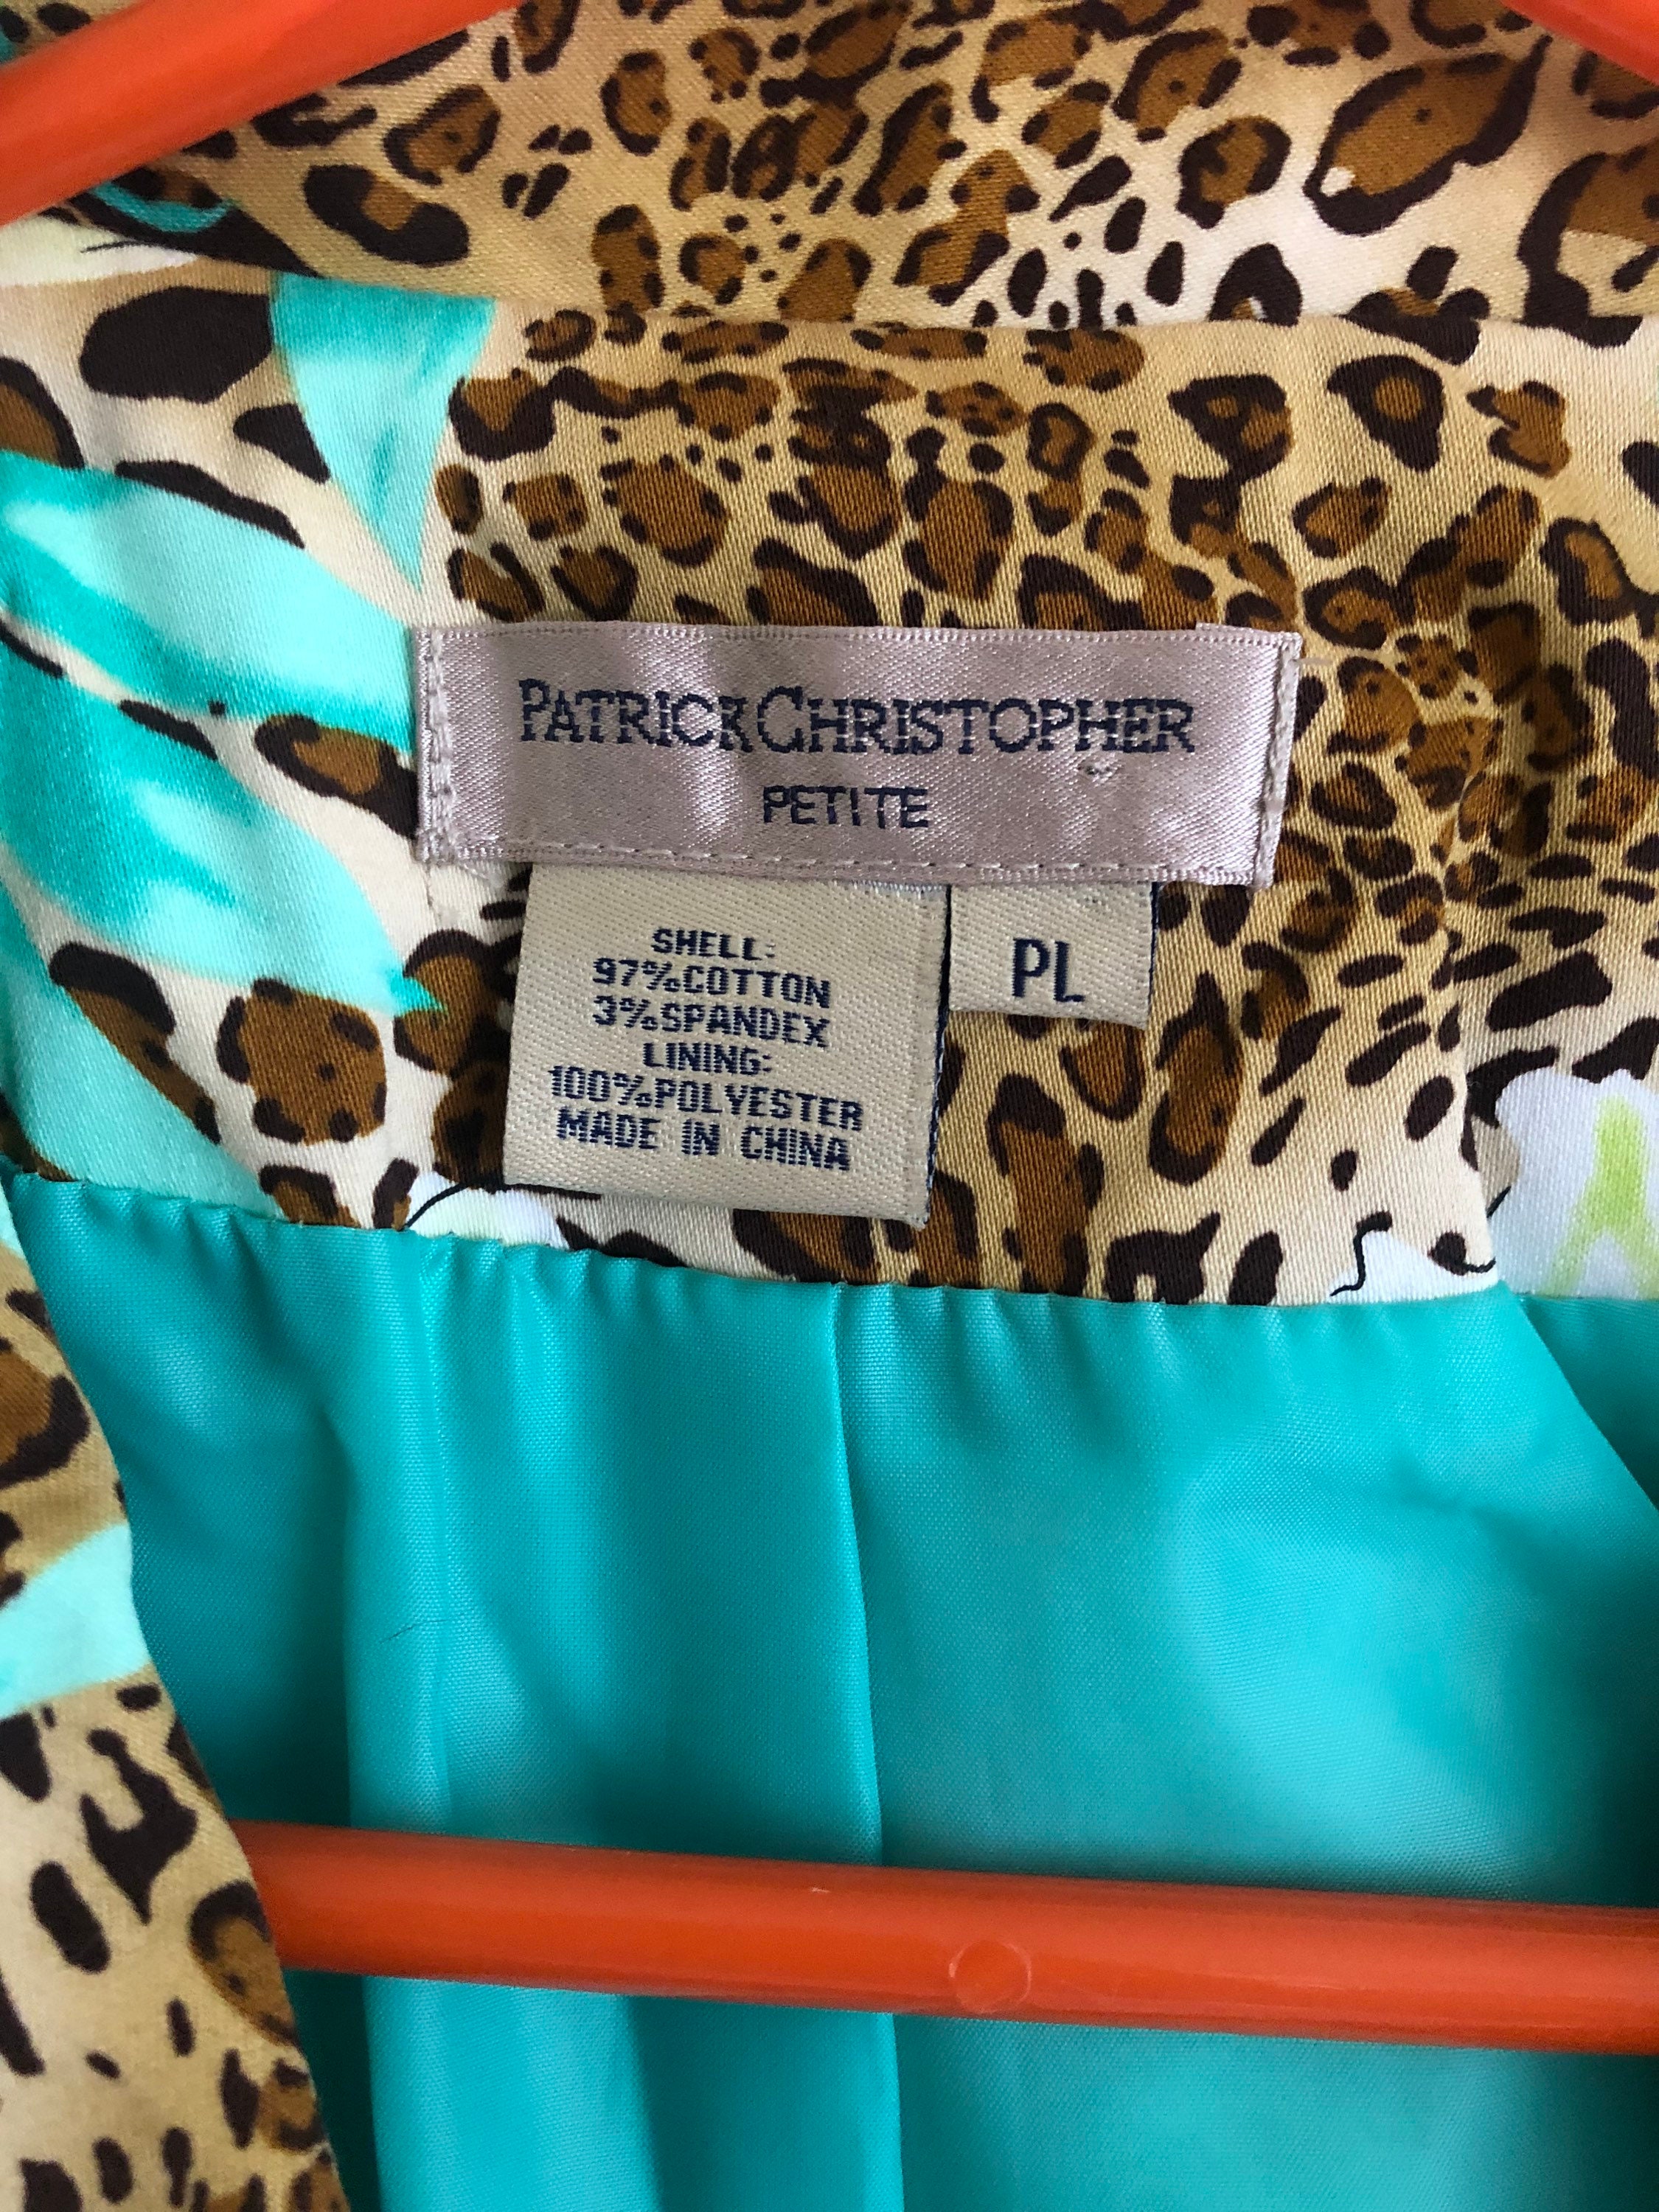 PATRICK CHRISTOPHER
PETITE
PL
SHELL:
97%COTTON
3%SPANDEX
LINING:
100%POLYESTER
MADE IN CHINA